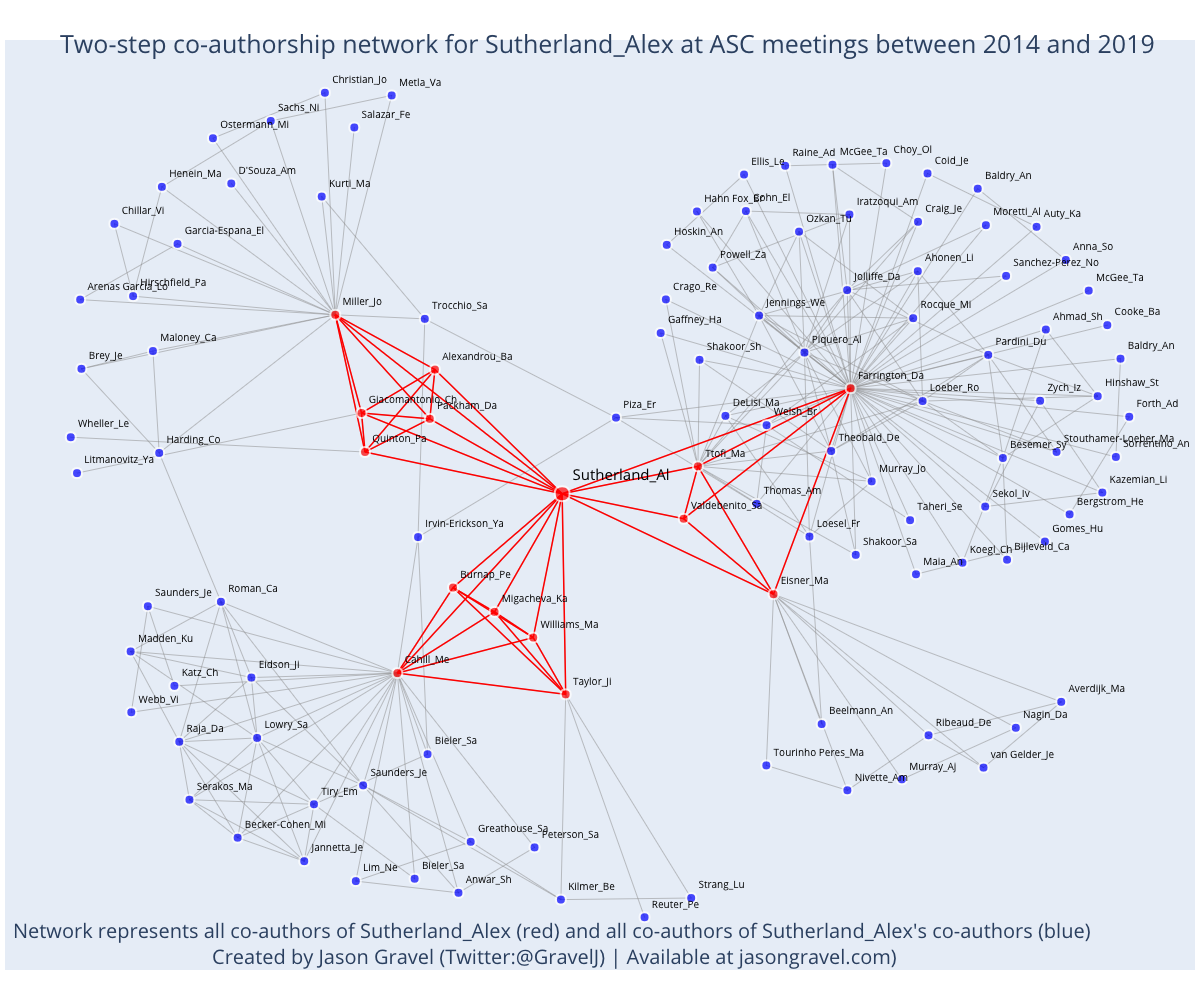 Two-step co-authorship network for Sutherland_Alex at ASC meetings between 2014 and 2019
Christian_Jo
Metla_Va
Sachs_Ni
Salazar_Fe
Ostermann_Mi
Henein_Ma
D'Souza_Am
Kurti_Ma
Chillar_Vi
Garcia-Espana_El
Arenas Garcia_Lo
Hirschfield_Pa
Miller_Jo
Trocchio_Sa
Maloney_Ca
Brey_Je
Alexandrou_Ba
Giacomantonio_Ch
Packham_Da
Wheller_Le
Harding_Co
Quinton_Pa
Litmanovitz_Ya
Sutherland_Al
Piza_Er
Irvin-Erickson_Ya
Ellis_Le
Raine_Ad
McGee_Ta
Choy_Ol
Coid_Je
Baldry_An
Hahn Fox_Br
Cohn_El
Iratzoqui_Am
Ozkan_Tu
Craig_Je
Moretti_Al
Auty_Ka
Hoskin_An
Powell_Za
Anna_So
Ahonen_Li
Jolliffe_Da
Sanchez-Perez_No
McGee_Ta
Crago_Re
Jennings_We
Rocque_Mi
Gaffney_Ha
Ahmad_Sh
Cooke_Ba
Shakoor_Sh
Piquero_Al
Pardini_Du
Baldry_An
Farrington_Da
Loeber_Ro
Zych_Iz
Hinshaw_St
DeLisi_Ma
Welsh_Br
Forth_Ad
Theobald_De
Besemer_Sy
Stouthamer-Loeber_Ma
Sorrentino_An
Ttofi_Ma
Murray_Jo
Thomas_Am
Valdebenito_Sa
Taheri_Se
Sekol_Iv
Kazemian_Li
Bergstrom_He
Loesel_Fr
Shakoor_Sa
Gomes_Hu
Maia_An
Koegl_Ch
Bijleveld_Ca
Eisner_Ma
Burnap_Pe
Migacheva_Ka
Williams_Ma
Saunders_Je
Roman_Ca
Madden_Ku
Cahill_Me
Katz_Ch
Eidson_Ji
Taylor_Ji
Webb_Vi
Averdijk_Ma
Beelmann_An
Ribeaud_De
Nagin_Da
Raja_Da
Lowry_Sa
Bieler_Sa
Tourinho Peres_Ma
van Gelder_Je
Nivette_Am
Murray_Aj
Serakos_Ma
Saunders_Je
Tiry_Em
Becker-Cohen_Mi
Greathouse_Sa
Peterson_Sa
Jannetta_Je
Lim_Ne
Bieler_Sa
Anwar_Sh
Kilmer_Be
Strang_Lu
Reuter_Pe
Network represents all co-authors of Sutherland_Alex (red) and all co-authors of Sutherland_Alex's co-authors (blue)
Created by Jason Gravel (Twitter:@GravelJ) | Available at jasongravel.com)